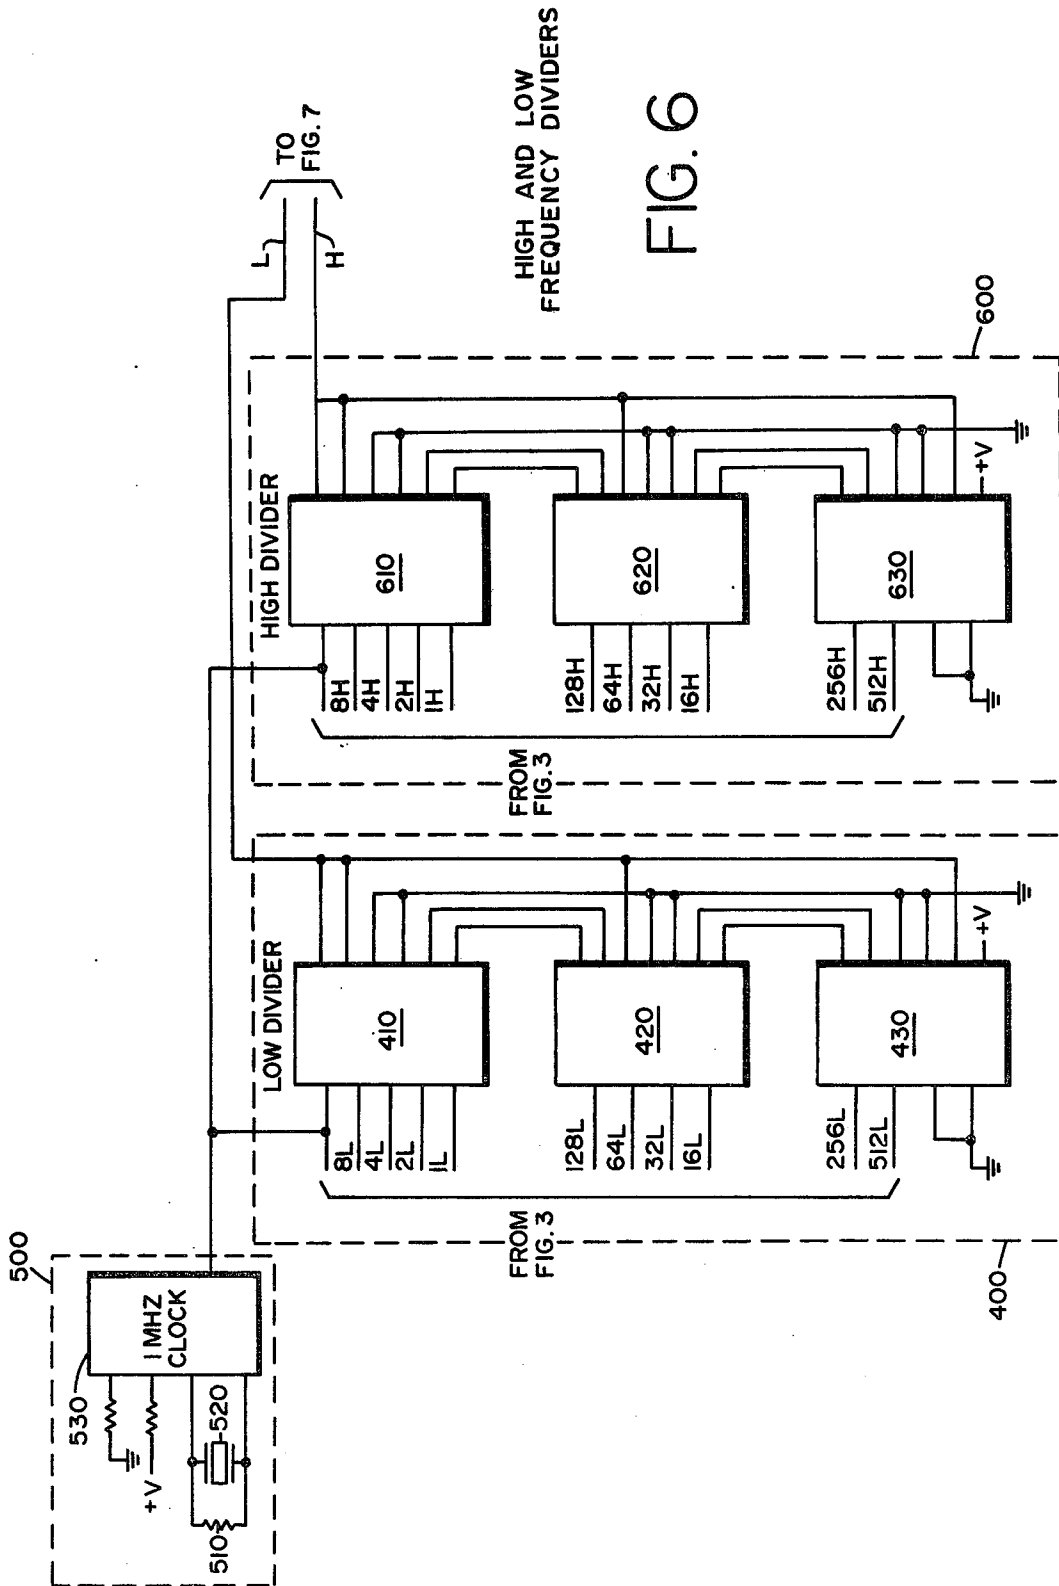 500
530
1 MHZ
CLOCK
+V
520
510
LOW DIVIDER
8L
4L
2L
1L
410
128L
64L
32L
16L
420
256L
512L
430
+V
FROM
FIG. 3
400
HIGH DIVIDER
8H
4H
2H
1H
610
128H
64H
32H
16H
620
256H
512H
630
+V
FROM
FIG. 3
600
L
H
TO
FIG. 7
HIGH AND LOW
FREQUENCY DIVIDERS
FIG. 6